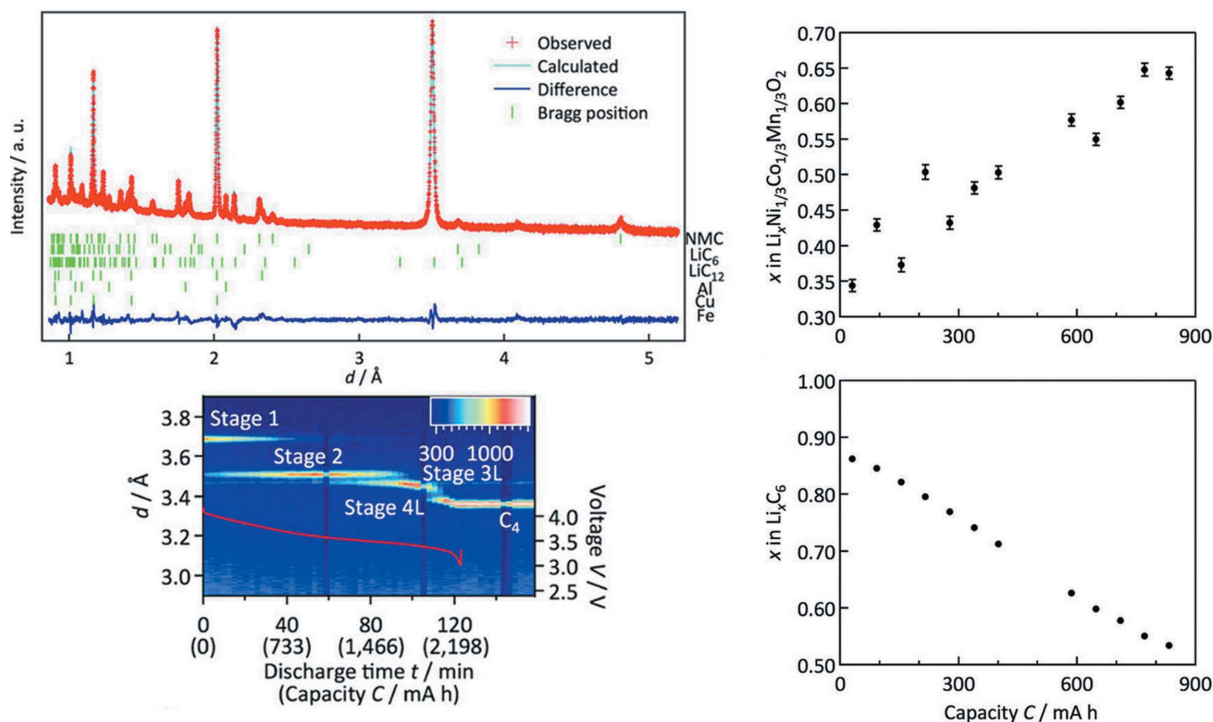 Intensity / a. u.
Observed
Calculated
Difference
Bragg position
NMC
LiC6
LiC12
Al
Cu
Fe
1 2 3 4 5
d / Å
x in LixNi1/3Co1/3Mn1/3O2
0.70
0.65
0.60
0.55
0.50
0.45
0.40
0.35
0.30
0 300 600 900
d / Å
3.9
3.8
3.6
3.4
3.2
3.0
Stage 1
Stage 2
Stage 3L
Stage 4L
C4
300 1000
Voltage V / V
4.0
3.5
3.0
2.5
0 40 80 120
(0) (733) (1,466) (2,198)
Discharge time t / min
(Capacity C / mA h)
x in LixC6
1.00
0.90
0.80
0.70
0.60
0.50
0 300 600 900
Capacity C / mA h